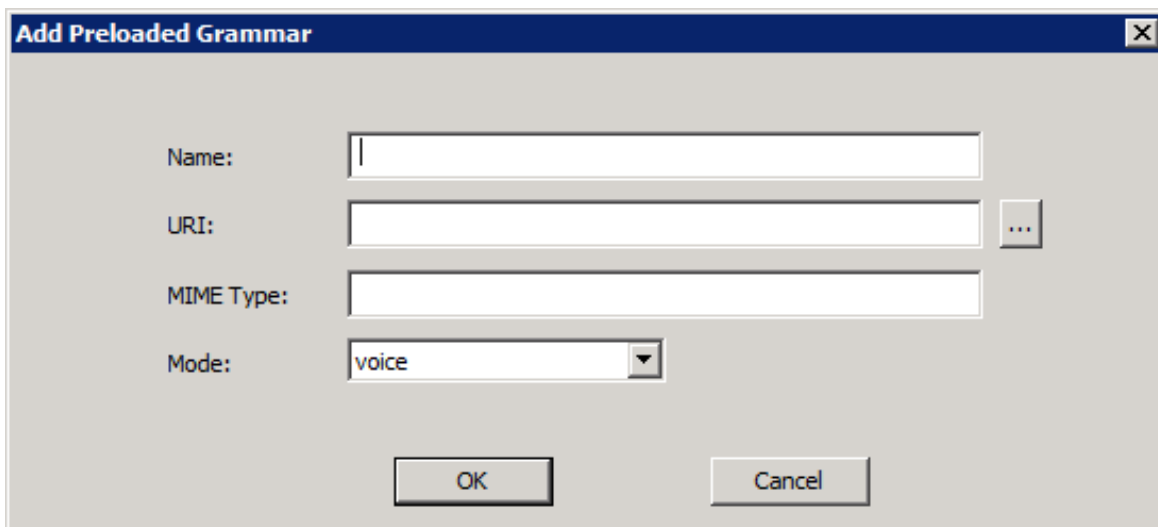 Add Preloaded Grammar
Name:
URI:
...
MIME Type:
Mode:
voice
OK
Cancel